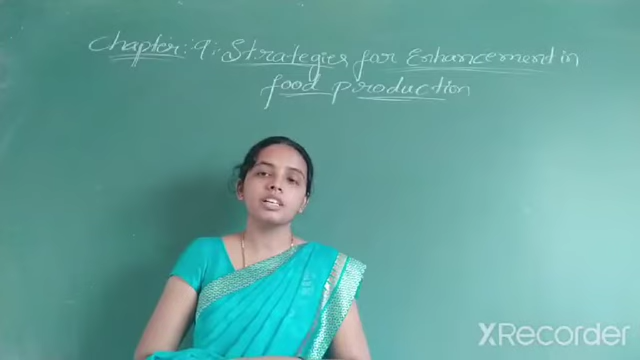 Chapter:9:Strategies for Enhancement in
food production
XRecorder